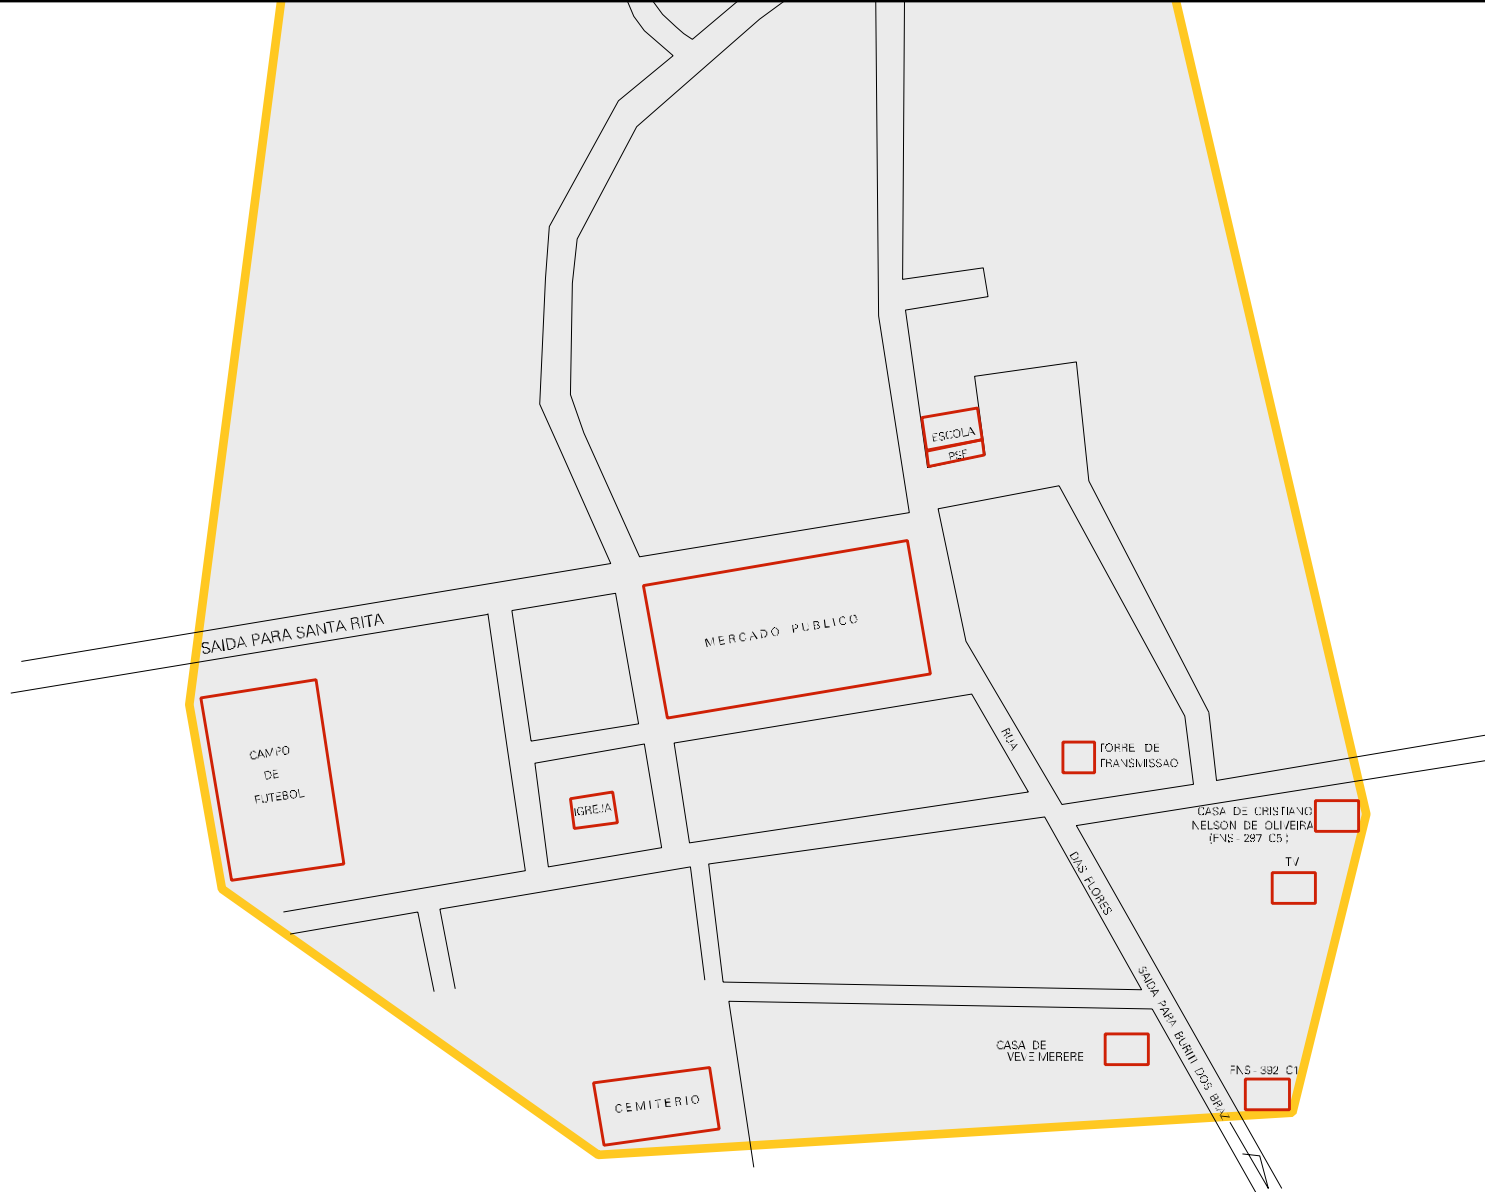 ESCOLA
PSF
SAIDA PARA SANTA RITA
MERCADO PUBLICO
CAMPO
DE
FUTEBOL
IGREJA
RUA
DAS FLORES
TORRE DE
TRANSMISSAO
CASA DE CRISTIANO
NELSON DE OLIVEIRA
(FNS-297 C5)
TV
SAIDA PARA BURITI DOS BRAZ
CASA DE
VEVE MERERE
FNS-392 C1
CEMITERIO